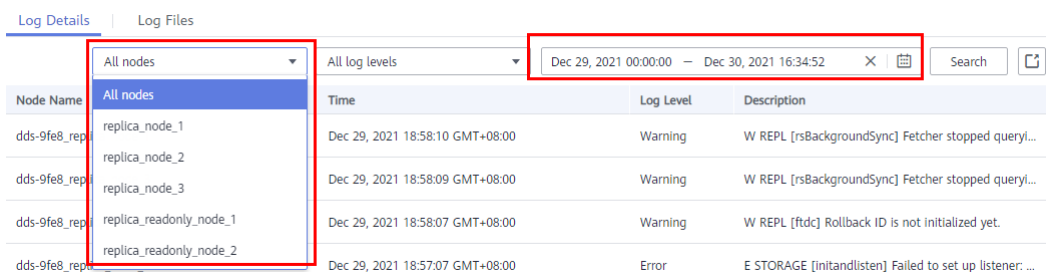 Log Details | Log Files
All nodes All log levels Dec 29, 2021 00:00:00 – Dec 30, 2021 16:34:52 Search
All nodes
replica_node_1
replica_node_2
replica_node_3
replica_readonly_node_1
replica_readonly_node_2
Node Name Time Log Level Description
dds-9fe8_repli Dec 29, 2021 18:58:10 GMT+08:00 Warning W REPL [rsBackgroundSync] Fetcher stopped queryi...
dds-9fe8_repli Dec 29, 2021 18:58:09 GMT+08:00 Warning W REPL [rsBackgroundSync] Fetcher stopped queryi...
dds-9fe8_repl Dec 29, 2021 18:58:07 GMT+08:00 Warning W REPL [ftdc] Rollback ID is not initialized yet.
dds-9fe8_repl Dec 29, 2021 18:57:07 GMT+08:00 Error E STORAGE [initandlisten] Failed to set up listener: ...